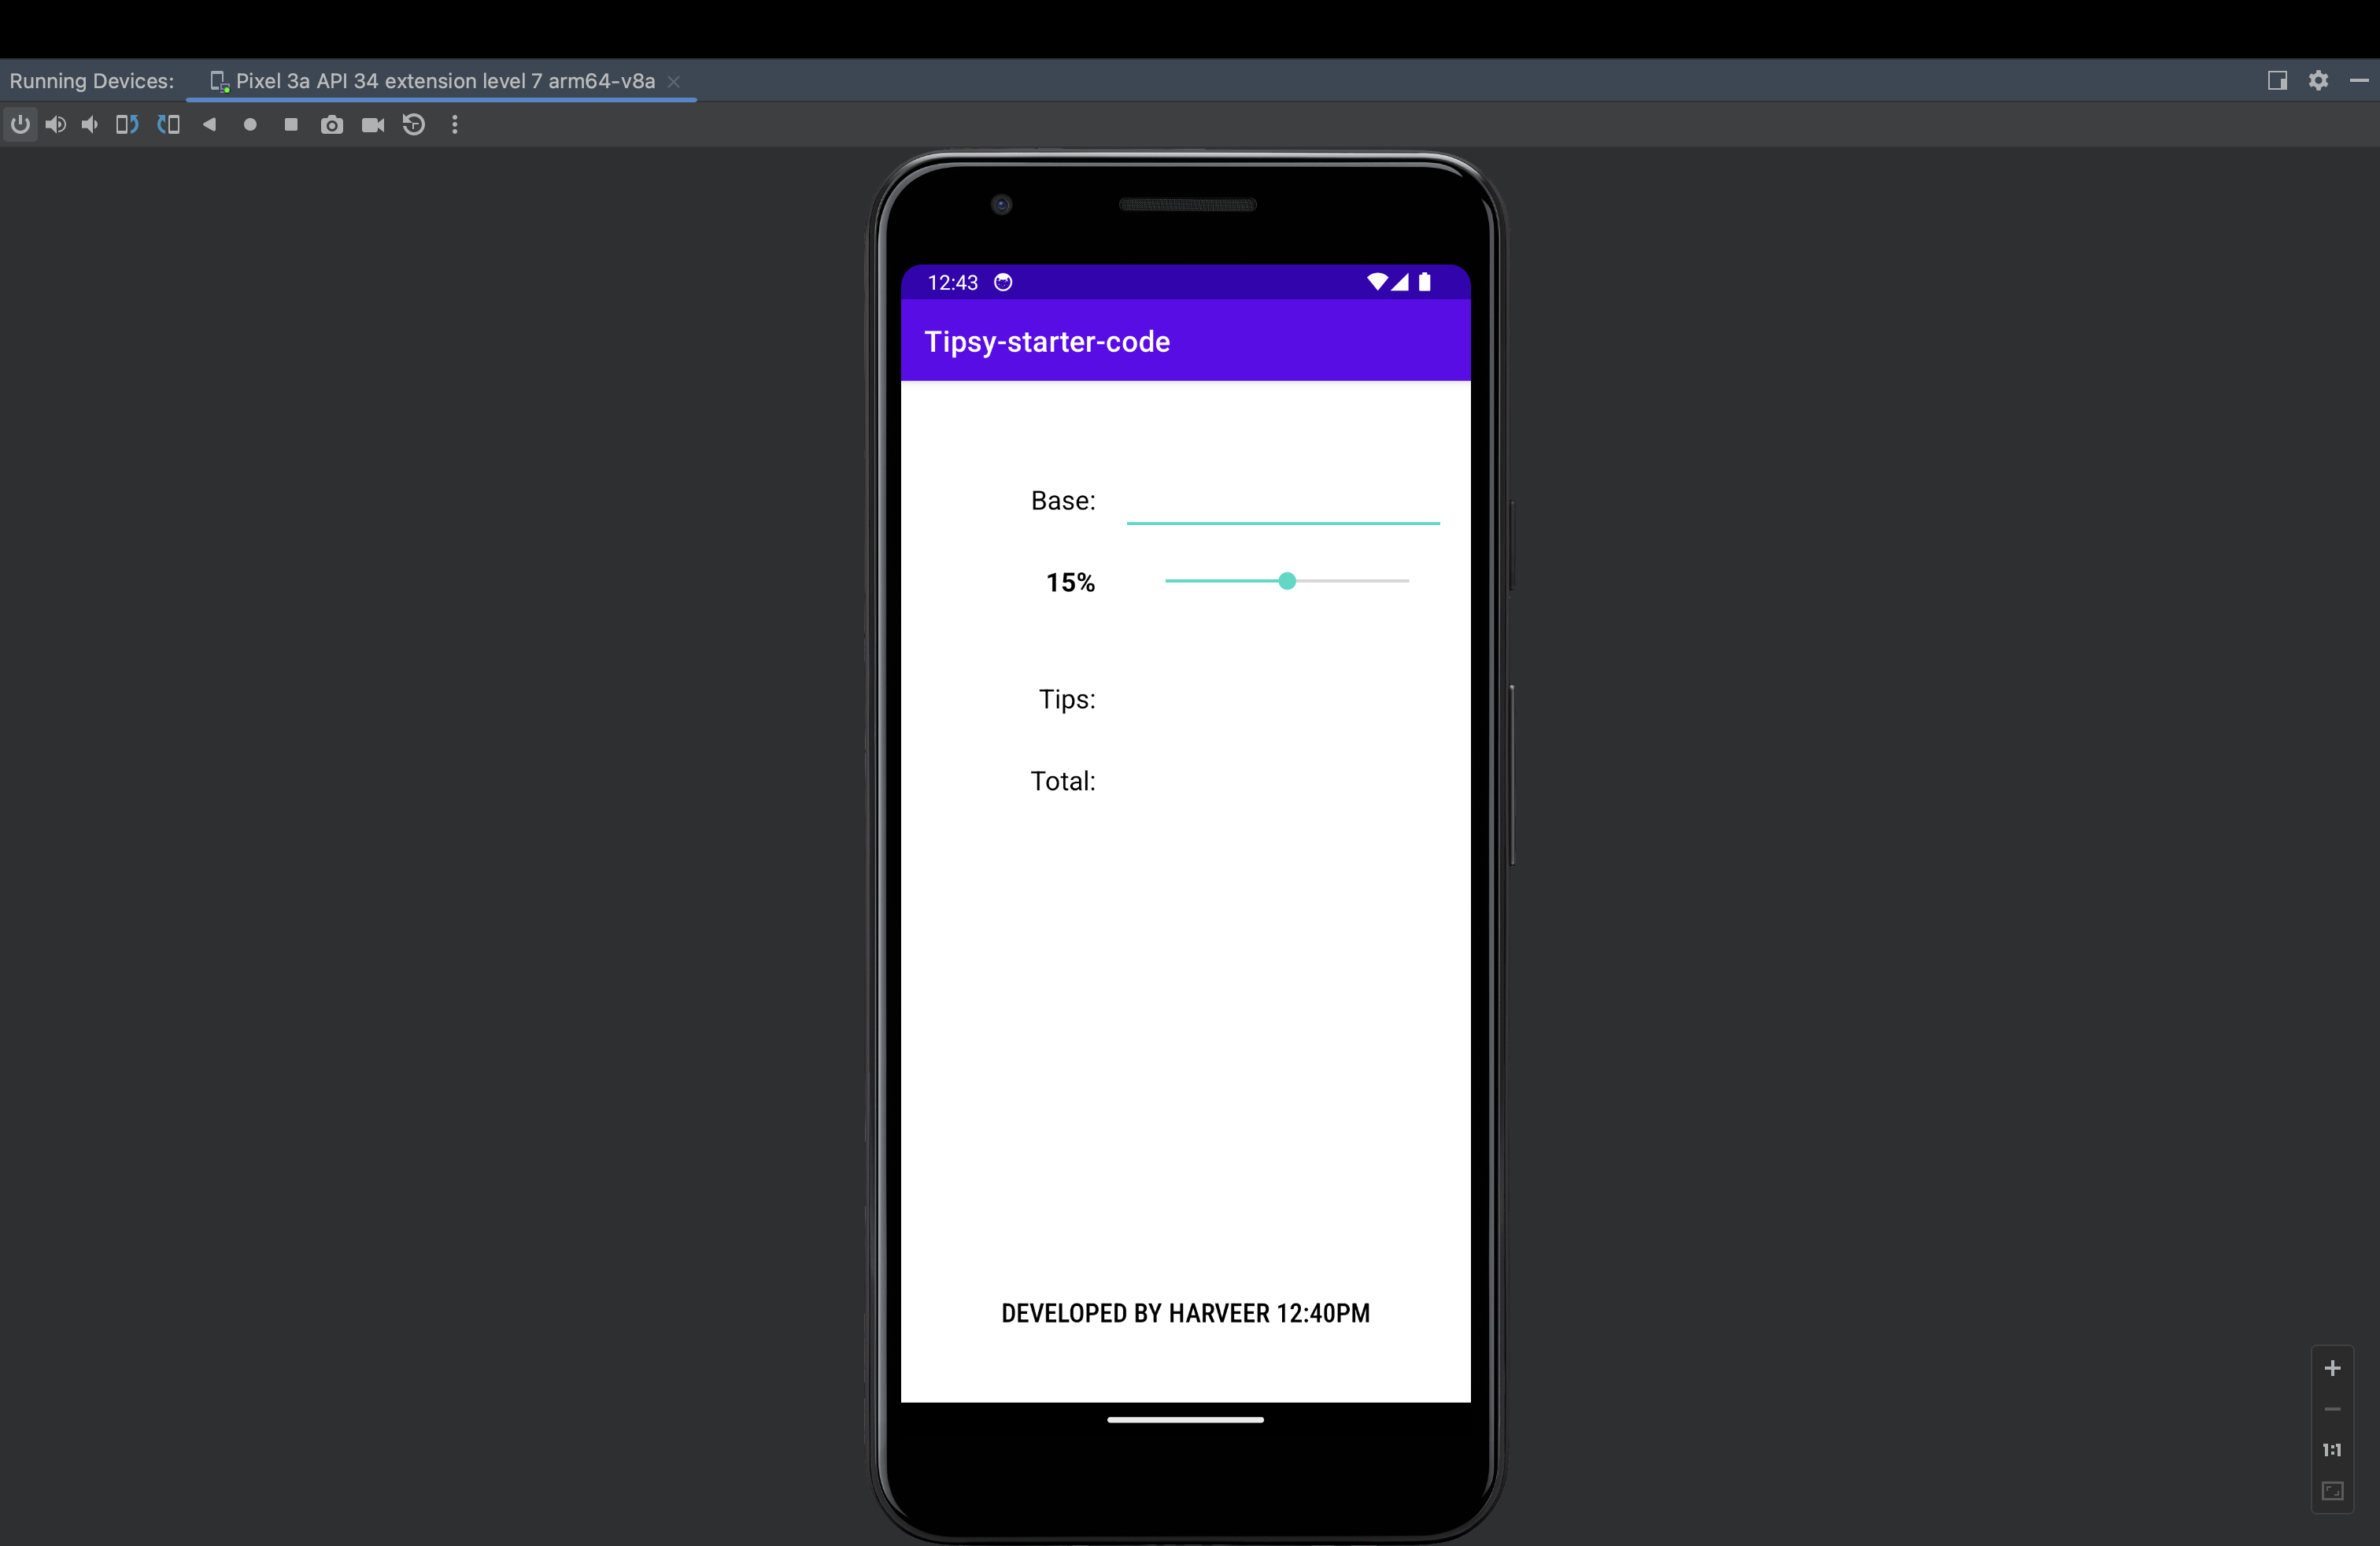 Running Devices: Pixel 3a API 34 extension level 7 arm64-v8a
12:43
Tipsy-starter-code
Base:
15%
Tips:
Total:
DEVELOPED BY HARVEER 12:40PM
1:1